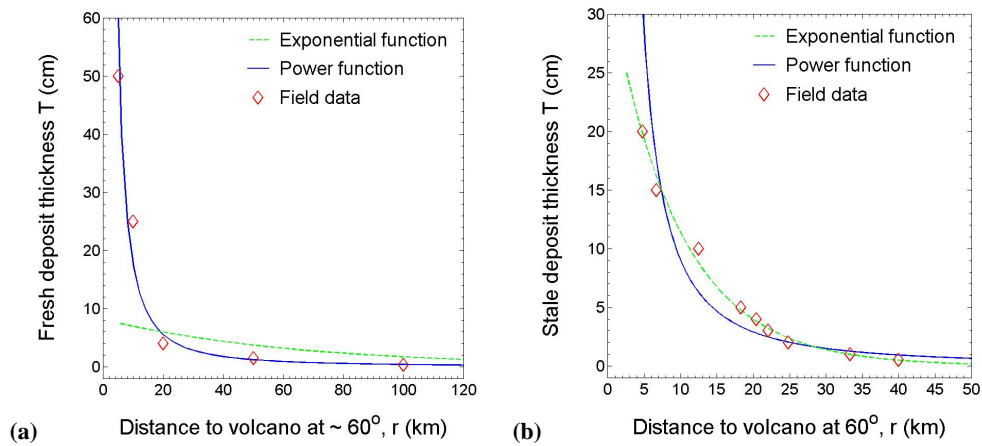 60
50
40
30
20
10
0
0 20 40 60 80 100 120
Fresh deposit thickness T (cm)
Exponential function
Power function
Field data
Distance to volcano at ~ 60°, r (km)
(a)
30
25
20
15
10
5
0
0 5 10 15 20 25 30 35 40 45 50
Stale deposit thickness T (cm)
Exponential function
Power function
Field data
Distance to volcano at 60°, r (km)
(b)